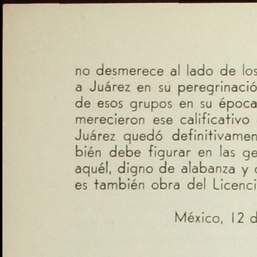 no desmerece al lado de los
a Juárez en su peregrinació
de esos grupos en su época
merecieron ese calificativo
Juárez quedó definitivamen
bién debe figurar en las ge
aquél, digno de alabanza y
es también obra del Licenci
México, 12 d